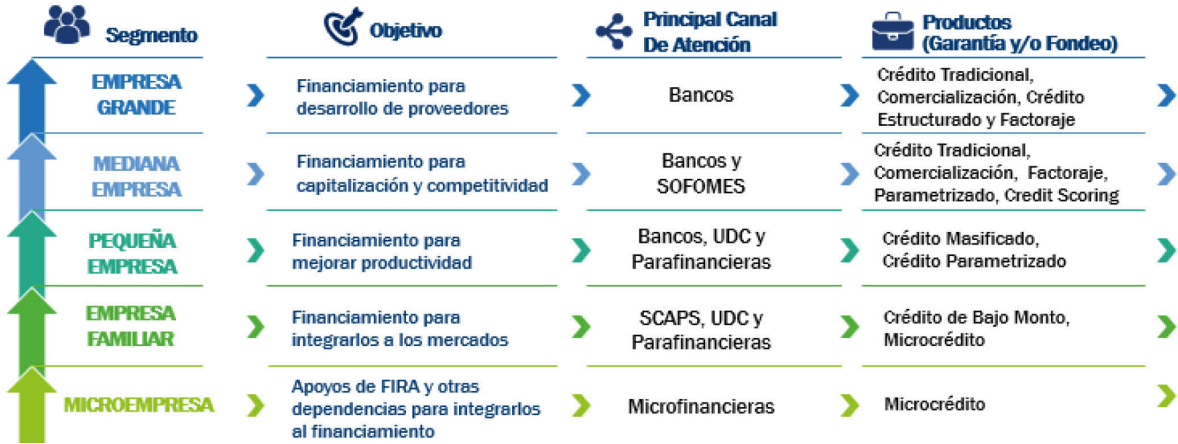 Segmento
Objetivo
Principal Canal
De Atención
Productos
(Garantía y/o Fondeo)
EMPRESA
GRANDE
Financiamiento para
desarrollo de proveedores
Bancos
Crédito Tradicional,
Comercialización, Crédito
Estructurado y Factoraje
MEDIANA
EMPRESA
Financiamiento para
capitalización y competitividad
Bancos y
SOFOMES
Crédito Tradicional,
Comercialización, Factoraje,
Parametrizado, Credit Scoring
PEQUEÑA
EMPRESA
Financiamiento para
mejorar productividad
Bancos, UDC y
Parafinancieras
Crédito Masificado,
Crédito Parametrizado
EMPRESA
FAMILIAR
Financiamiento para
integrarlos a los mercados
SCAPS, UDC y
Parafinancieras
Crédito de Bajo Monto,
Microcrédito
MICROEMPRESA
Apoyos de FIRA y otras
dependencias para integrarlos
al financiamiento
Microfinancieras
Microcrédito